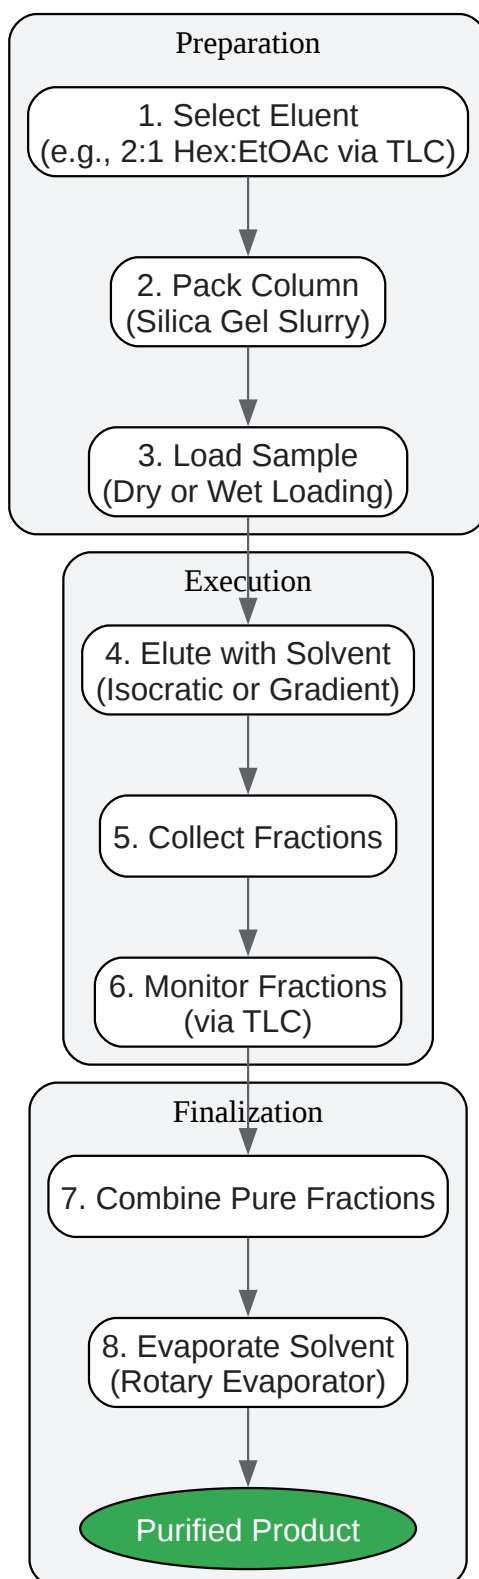 Preparation
1. Select Eluent
(e.g., 2:1 Hex:EtOAc via TLC)
2. Pack Column
(Silica Gel Slurry)
3. Load Sample
(Dry or Wet Loading)
Execution
4. Elute with Solvent
(Isocratic or Gradient)
5. Collect Fractions
6. Monitor Fractions
(via TLC)
Finalization
7. Combine Pure Fractions
8. Evaporate Solvent
(Rotary Evaporator)
Purified Product